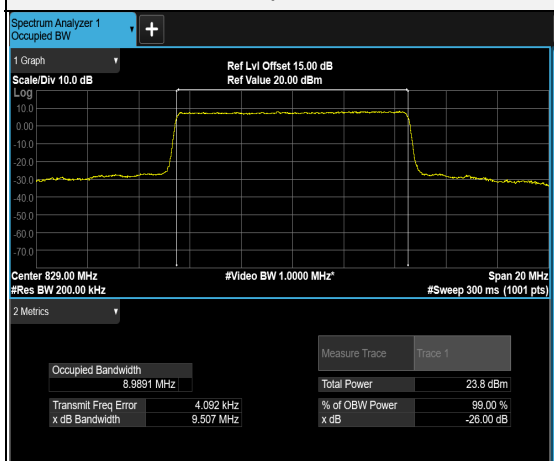 Spectrum Analyzer 1
Occupied BW
+
1 Graph
Scale/Div 10.0 dB
Ref Lvl Offset 15.00 dB
Ref Value 20.00 dBm
Log
10.0
0.00
-10.0
-20.0
-30.0
-40.0
-50.0
-60.0
-70.0
Center 829.00 MHz
#Video BW 1.0000 MHz*
Span 20 MHz
#Res BW 200.00 kHz
#Sweep 300 ms (1001 pts)
2 Metrics
Measure Trace Trace 1
Occupied Bandwidth
8.9891 MHz
Total Power 23.8 dBm
Transmit Freq Error 4.092 kHz
% of OBW Power 99.00 %
x dB Bandwidth 9.507 MHz
x dB -26.00 dB